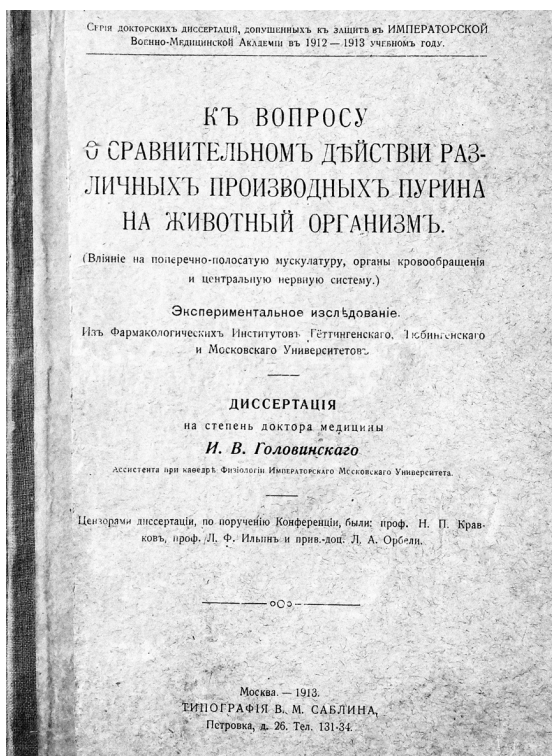 Серія докторскихъ диссертацій, допущенныхъ къ защитѣ въ ИМПЕРАТОРСКОЙ
Военно-Медицинской Академіи въ 1912 — 1913 учебномъ году.
КЪ ВОПРОСУ
О СРАВНИТЕЛЬНОМЪ ДѢЙСТВІИ РАЗ-
ЛИЧНЫХЪ ПРОИЗВОДНЫХЪ ПУРИНА
НА ЖИВОТНЫЙ ОРГАНИЗМЪ.
(Вліяніе на поперечно-полосатую мускулатуру, органы кровообращенія
и центральную нервную систему.)
Экспериментальное изслѣдованіе.
Изъ Фармакологическихъ Институтовъ Гёттингенскаго, Тюбингенскаго
и Московскаго Университетовъ.
ДИССЕРТАЦІЯ
на степень доктора медицины
И. В. Головинскаго
Ассистента при кафедрѣ Физіологіи Императорскаго Московскаго Университета.
Цензорами диссертаціи, по порученію Конференціи, были: проф. Н. П. Крав-
ковъ, проф. Л. Ф. Ильинъ и прив.-доц. Л. А. Орбели.
Москва. — 1913.
ТИПОГРАФІЯ В. М. САБЛИНА,
Петровка, д. 26. Тел. 131-34.